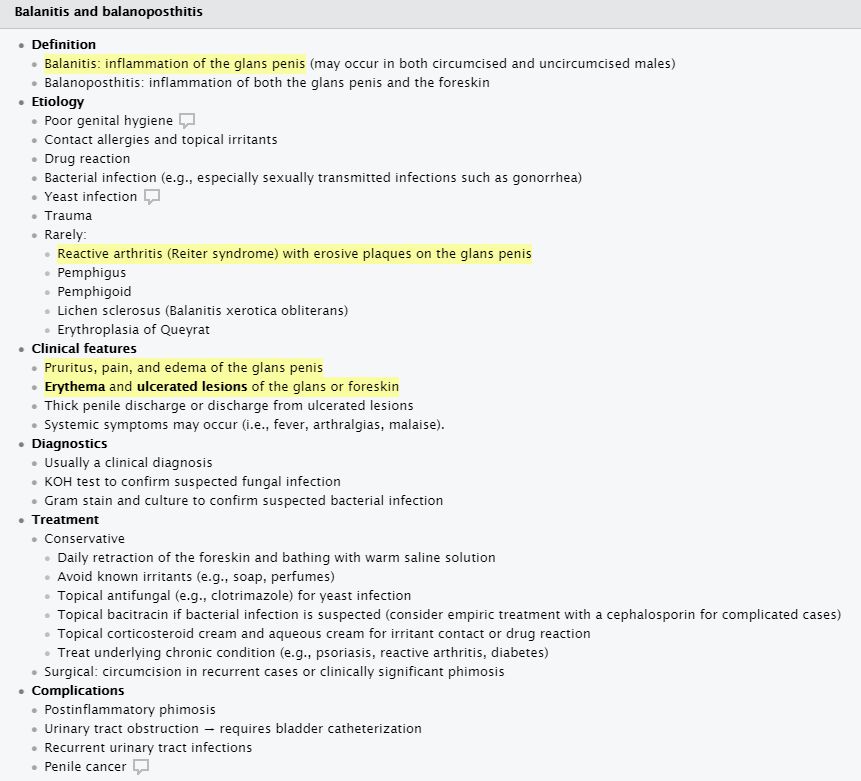 Balanitis and balanoposthitis
Definition
Balanitis: inflammation of the glans penis (may occur in both circumcised and uncircumcised males)
Balanoposthitis: inflammation of both the glans penis and the foreskin
Etiology
Poor genital hygiene
Contact allergies and topical irritants
Drug reaction
Bacterial infection (e.g., especially sexually transmitted infections such as gonorrhea)
Yeast infection
Trauma
Rarely:
Reactive arthritis (Reiter syndrome) with erosive plaques on the glans penis
Pemphigus
Pemphigoid
Lichen sclerosus (Balanitis xerotica obliterans)
Erythroplasia of Queyrat
Clinical features
Pruritus, pain, and edema of the glans penis
Erythema and ulcerated lesions of the glans or foreskin
Thick penile discharge or discharge from ulcerated lesions
Systemic symptoms may occur (i.e., fever, arthralgias, malaise).
Diagnostics
Usually a clinical diagnosis
KOH test to confirm suspected fungal infection
Gram stain and culture to confirm suspected bacterial infection
Treatment
Conservative
Daily retraction of the foreskin and bathing with warm saline solution
Avoid known irritants (e.g., soap, perfumes)
Topical antifungal (e.g., clotrimazole) for yeast infection
Topical bacitracin if bacterial infection is suspected (consider empiric treatment with a cephalosporin for complicated cases)
Topical corticosteroid cream and aqueous cream for irritant contact or drug reaction
Treat underlying chronic condition (e.g., psoriasis, reactive arthritis, diabetes)
Surgical: circumcision in recurrent cases or clinically significant phimosis
Complications
Postinflammatory phimosis
Urinary tract obstruction — requires bladder catheterization
Recurrent urinary tract infections
Penile cancer